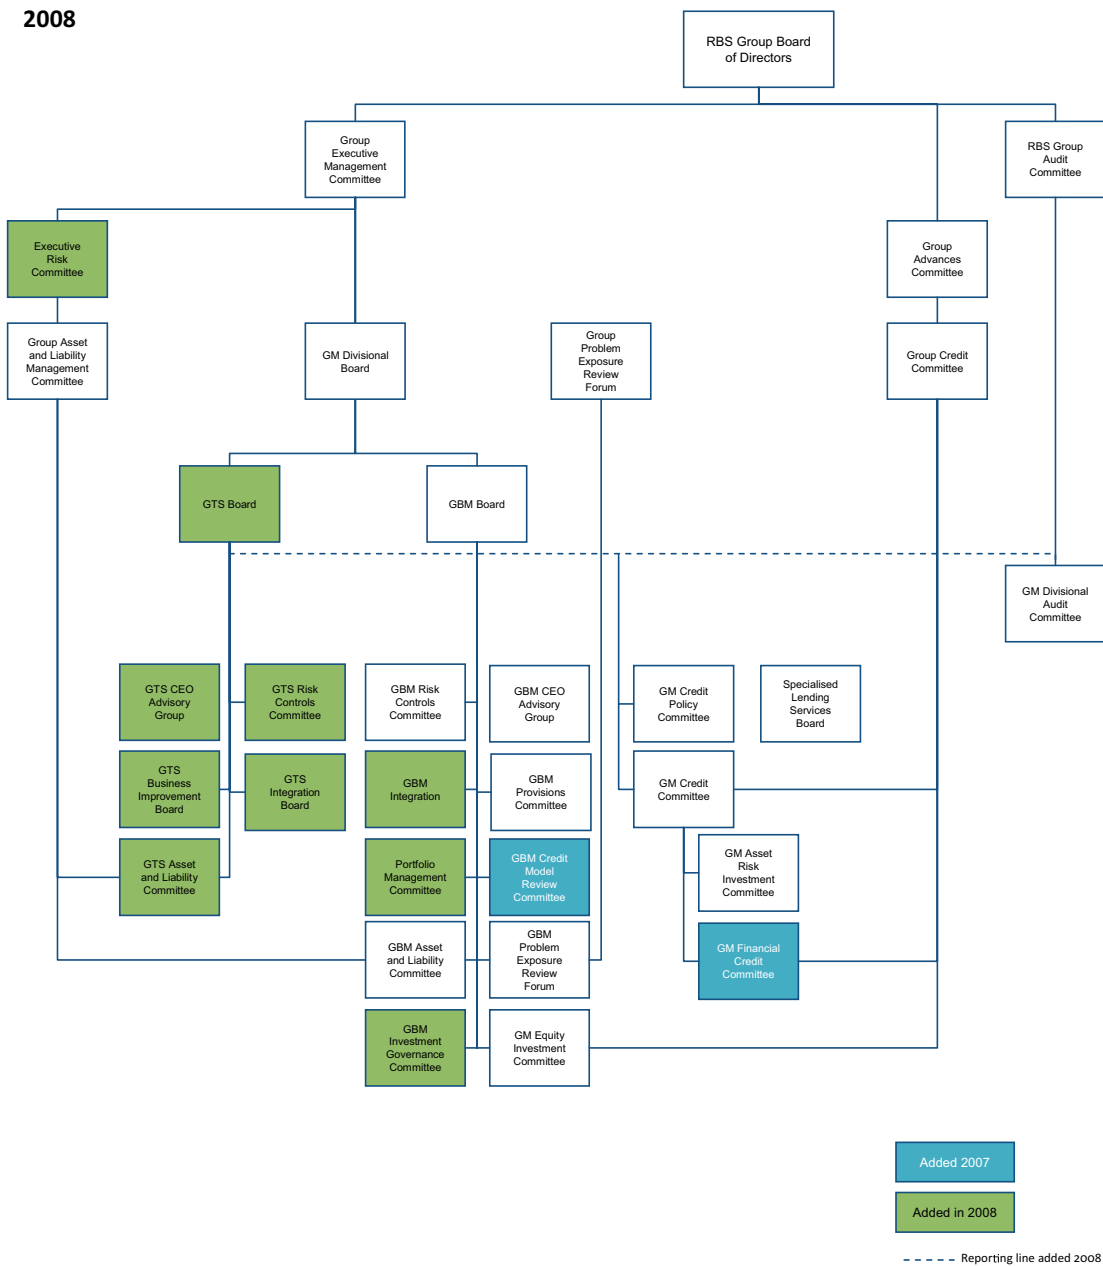 2008
RBS Group Board
of Directors
Group
Executive
Management
Committee
RBS Group
Audit
Committee
Executive
Risk
Committee
Group
Advances
Committee
Group Asset
and Liability
Management
Committee
GM Divisional
Board
Group
Problem
Exposure
Review
Forum
Group Credit
Committee
GTS Board
GBM Board
GM Divisional
Audit
Committee
GTS CEO
Advisory
Group
GTS Risk
Controls
Committee
GBM Risk
Controls
Committee
GBM CEO
Advisory
Group
GM Credit
Policy
Committee
Specialised
Lending
Services
Board
GTS
Business
Improvement
Board
GTS
Integration
Board
GBM
Integration
GBM
Provisions
Committee
GM Credit
Committee
GTS Asset
and Liability
Committee
Portfolio
Management
Committee
GBM Credit
Model
Review
Committee
GM Asset
Risk
Investment
Committee
GBM Asset
and Liability
Committee
GBM
Problem
Exposure
Review
Forum
GM Financial
Credit
Committee
GBM
Investment
Governance
Committee
GM Equity
Investment
Committee
Added 2007
Added in 2008
Reporting line added 2008